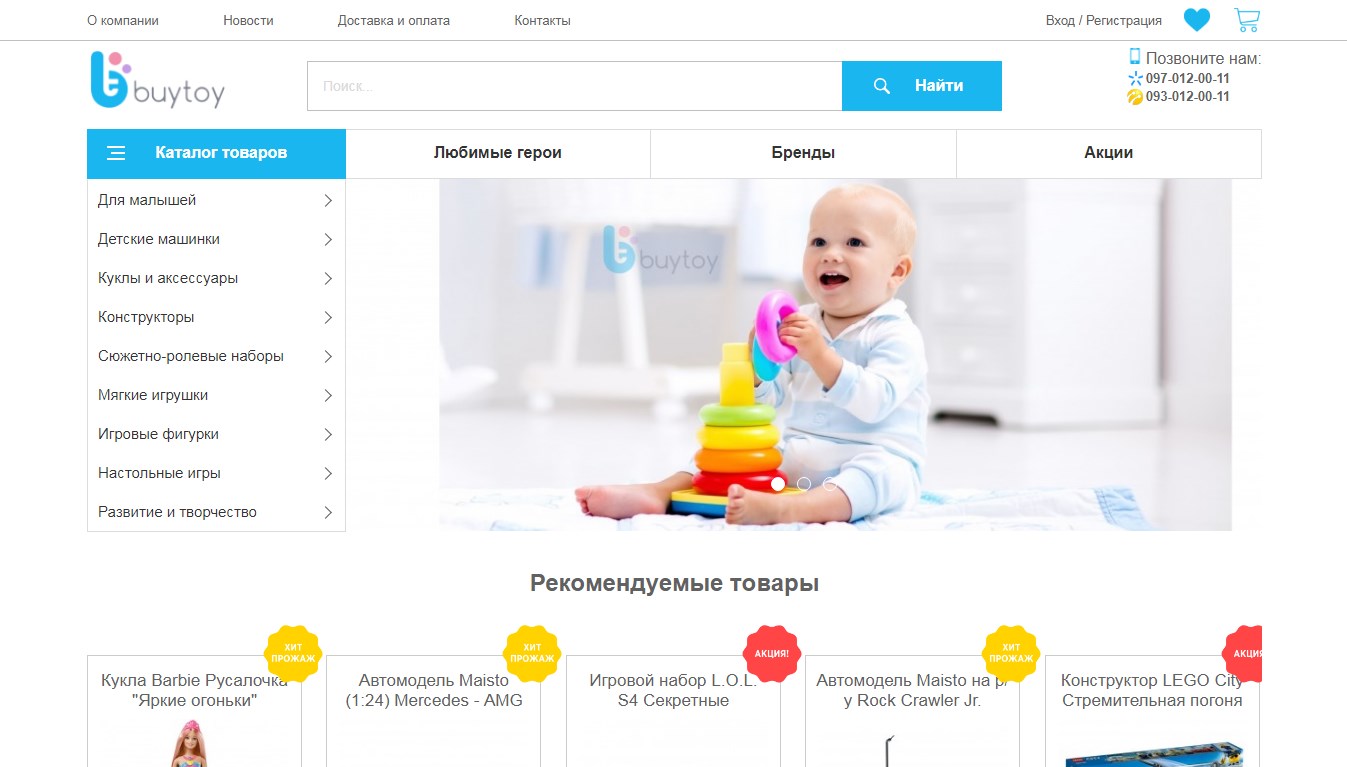 О компании
Новости
Доставка и оплата
Контакты
Вход / Регистрация
buytoy
Поиск...
Найти
Позвоните нам:
097-012-00-11
093-012-00-11
Каталог товаров
Любимые герои
Бренды
Акции
Для малышей
Детские машинки
Куклы и аксессуары
Конструкторы
Сюжетно-ролевые наборы
Мягкие игрушки
Игровые фигурки
Настольные игры
Развитие и творчество
buytoy
Рекомендуемые товары
ХИТ
ПРОЖАЖ
Кукла Barbie Русалочка
"Яркие огоньки"
ХИТ
ПРОЖАЖ
Автомодель Maisto
(1:24) Mercedes - AMG
АКЦИЯ!
Игровой набор L.O.L.
S4 Секретные
ХИТ
ПРОЖАЖ
Автомодель Maisto на р/
у Rock Crawler Jr.
АКЦИЯ
Конструктор LEGO City
Стремительная погоня